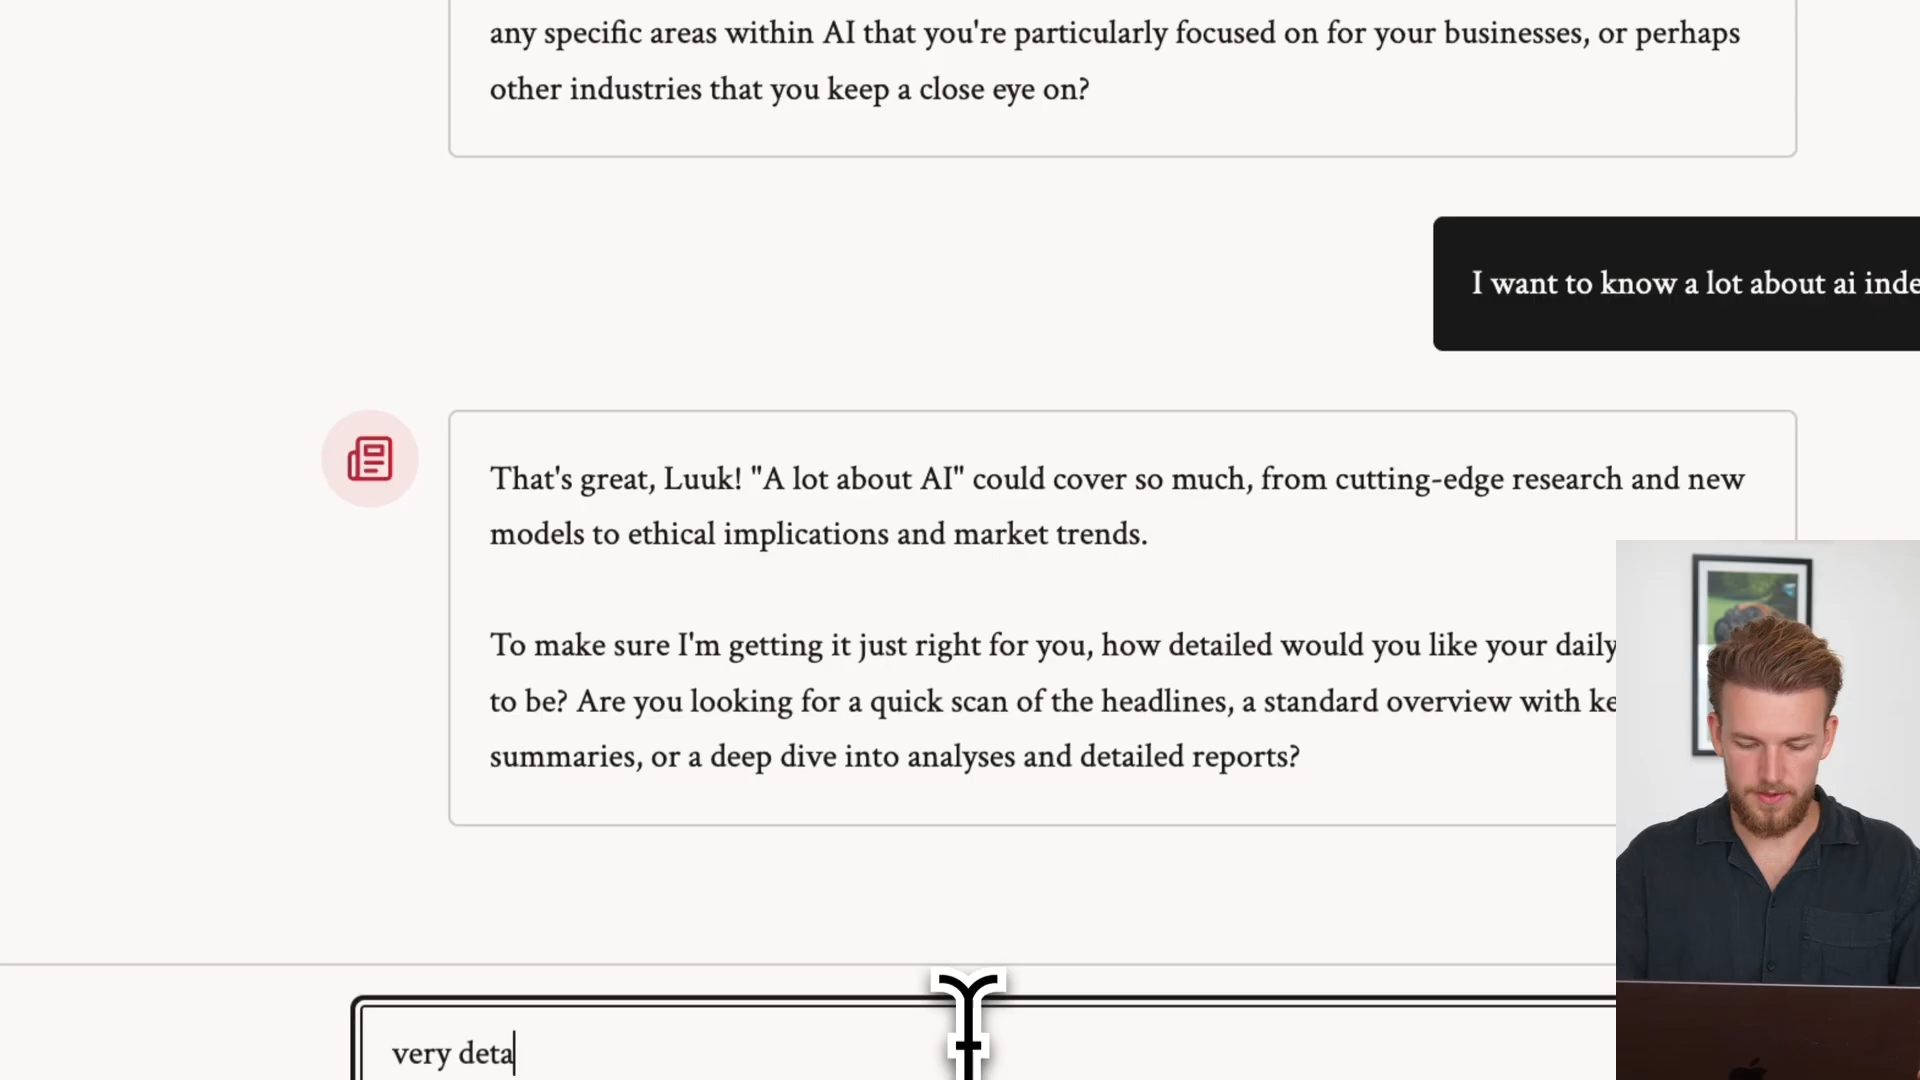 any specific areas within AI that you're particularly focused on for your businesses, or perhaps
other industries that you keep a close eye on?
I want to know a lot about ai
That's great, Luuk! "A lot about AI" could cover so much, from cutting-edge research and new
models to ethical implications and market trends.
To make sure I'm getting it just right for you, how detailed would you like your daily
to be? Are you looking for a quick scan of the headlines, a standard overview with
summaries, or a deep dive into analyses and detailed reports?
very deta